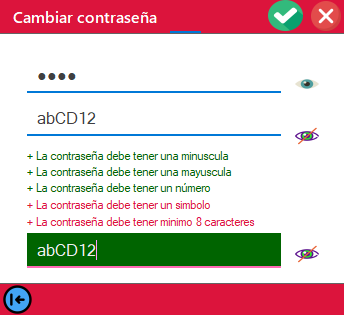 Cambiar contraseña
••••
abCD12
+ La contraseña debe tener una minuscula
+ La contraseña debe tener una mayuscula
+ La contraseña debe tener un número
+ La contraseña debe tener un simbolo
+ La contraseña debe tener minimo 8 caracteres
abCD12